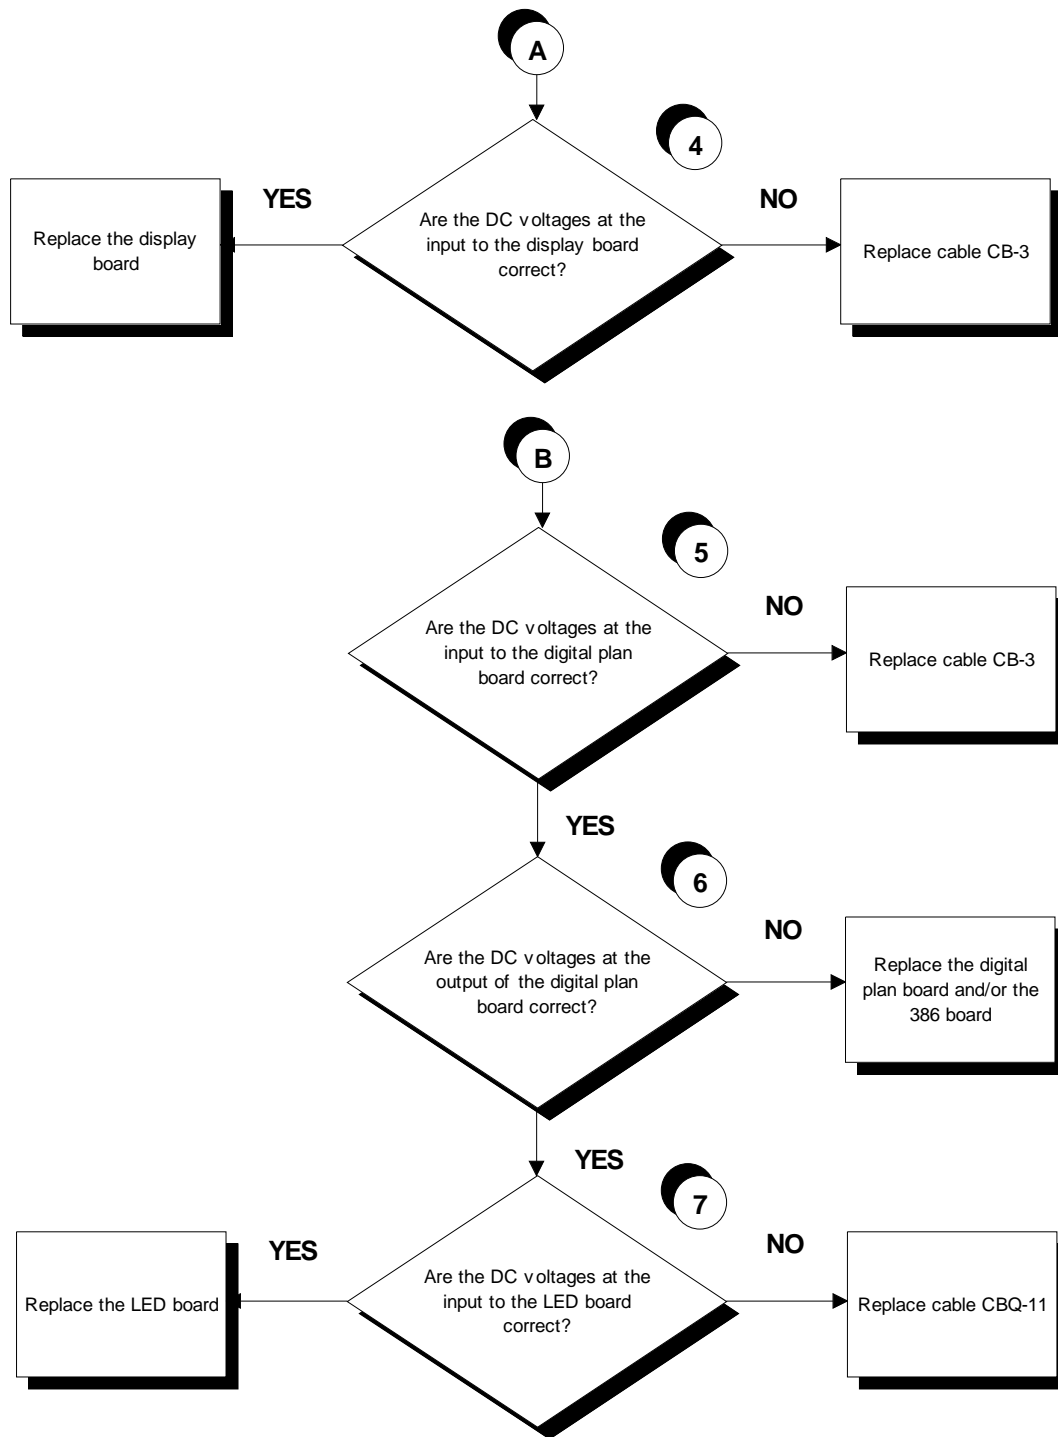 A
4
YES
NO
Replace the display
board
Are the DC voltages at the
input to the display board
correct?
Replace cable CB-3
B
5
NO
Are the DC voltages at the
input to the digital plan
board correct?
Replace cable CB-3
YES
6
NO
Are the DC voltages at the
output of the digital plan
board correct?
Replace the digital
plan board and/or the
386 board
YES
7
YES
NO
Replace the LED board
Are the DC voltages at the
input to the LED board
correct?
Replace cable CBQ-11